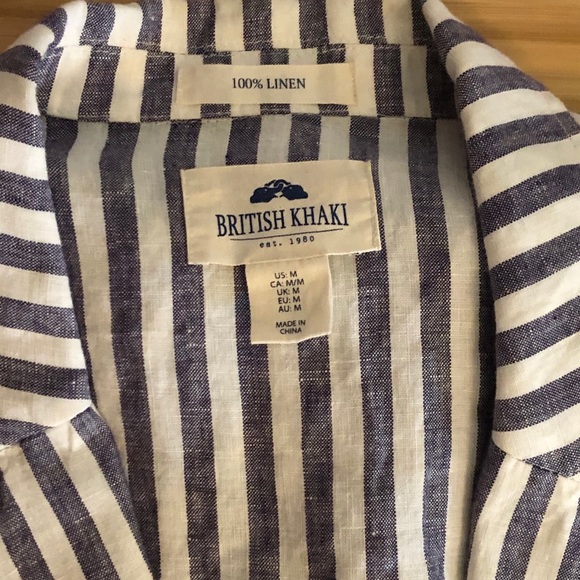 100% LINEN
BRITISH KHAKI
est. 1980
US: M
CA: M/M
UK: M
EU: M
AU: M
MADE IN
CHINA